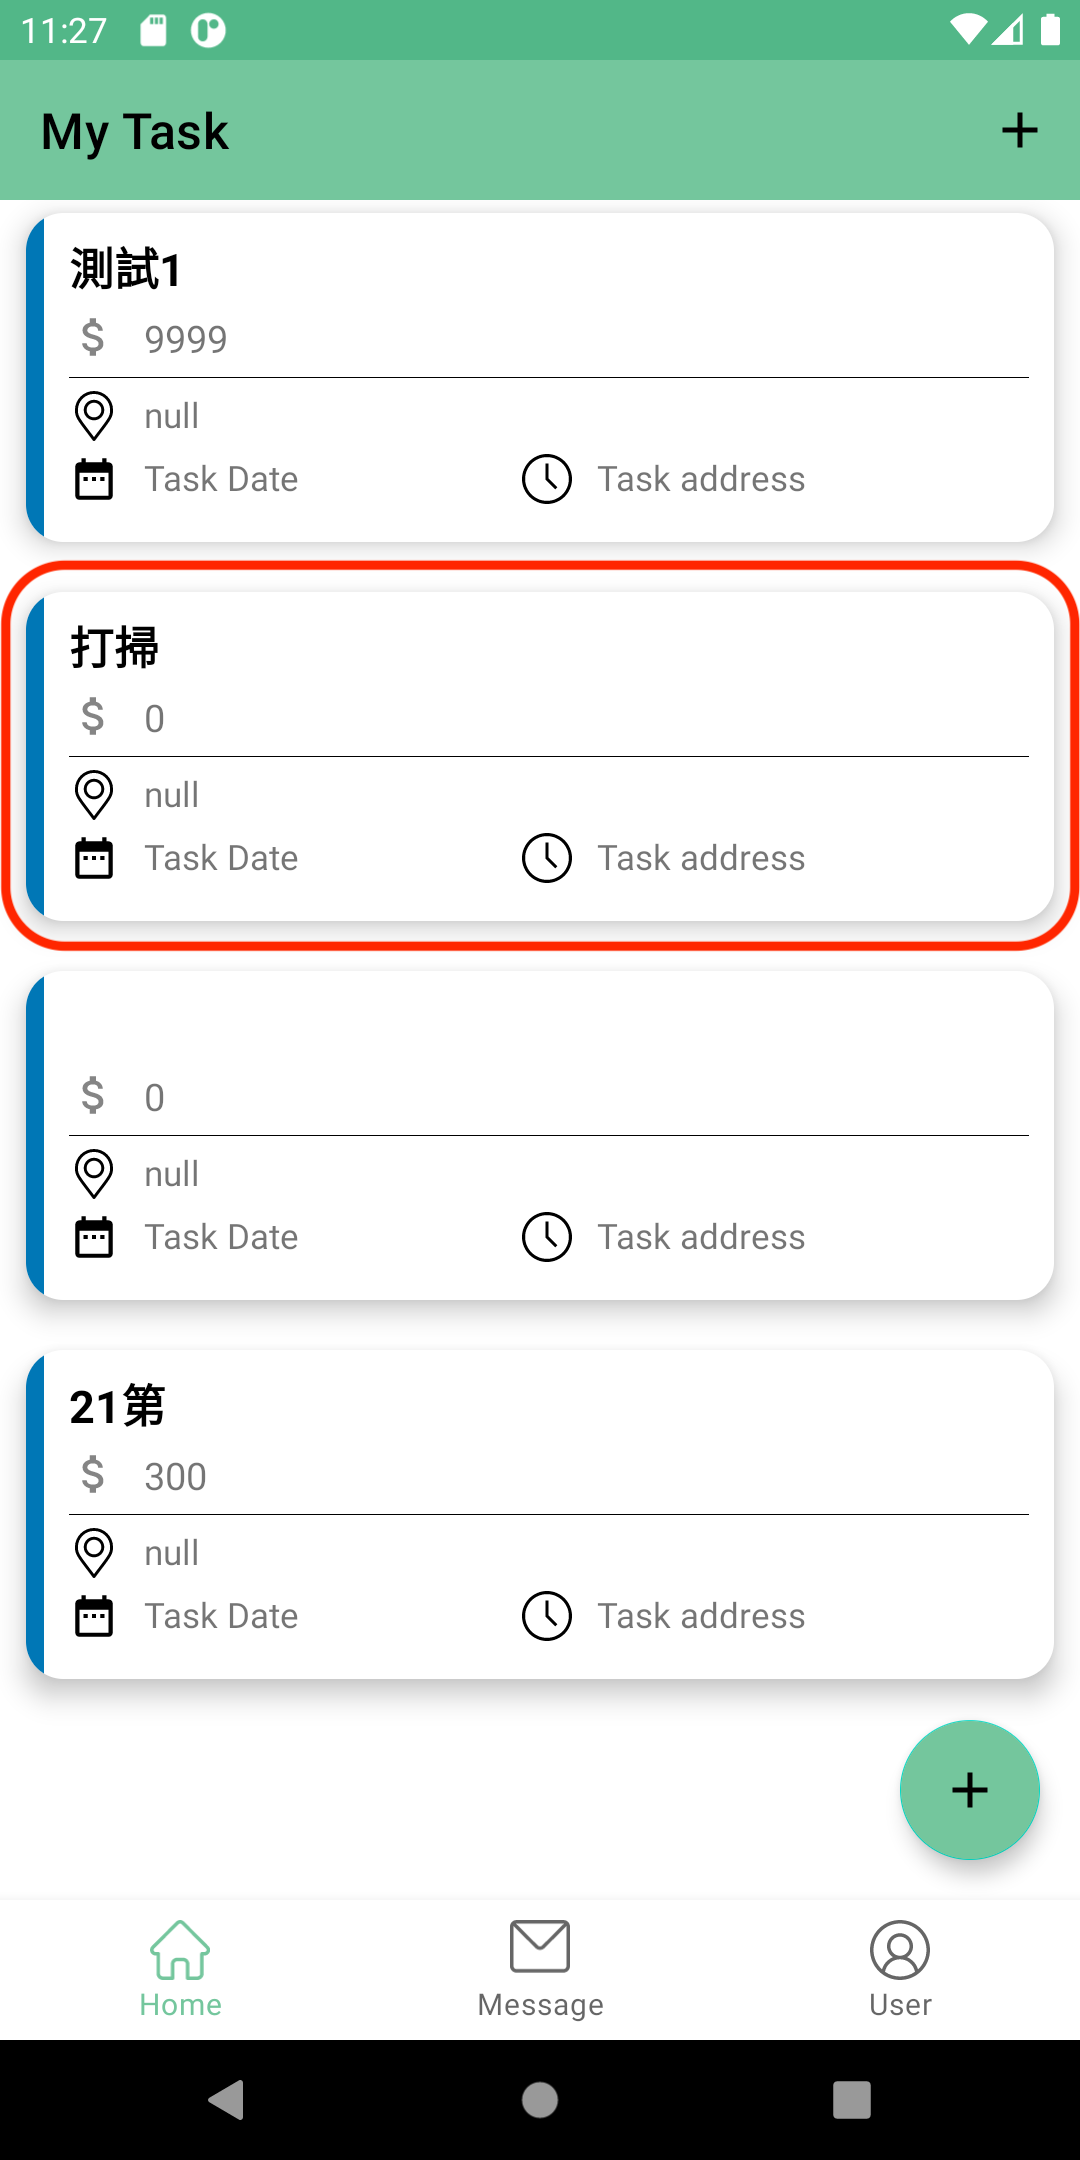 11:27
My Task
測試1
$ 9999
null
Task Date Task address
打掃
$ 0
null
Task Date Task address
$ 0
null
Task Date Task address
21第
$ 300
null
Task Date Task address
Home Message User